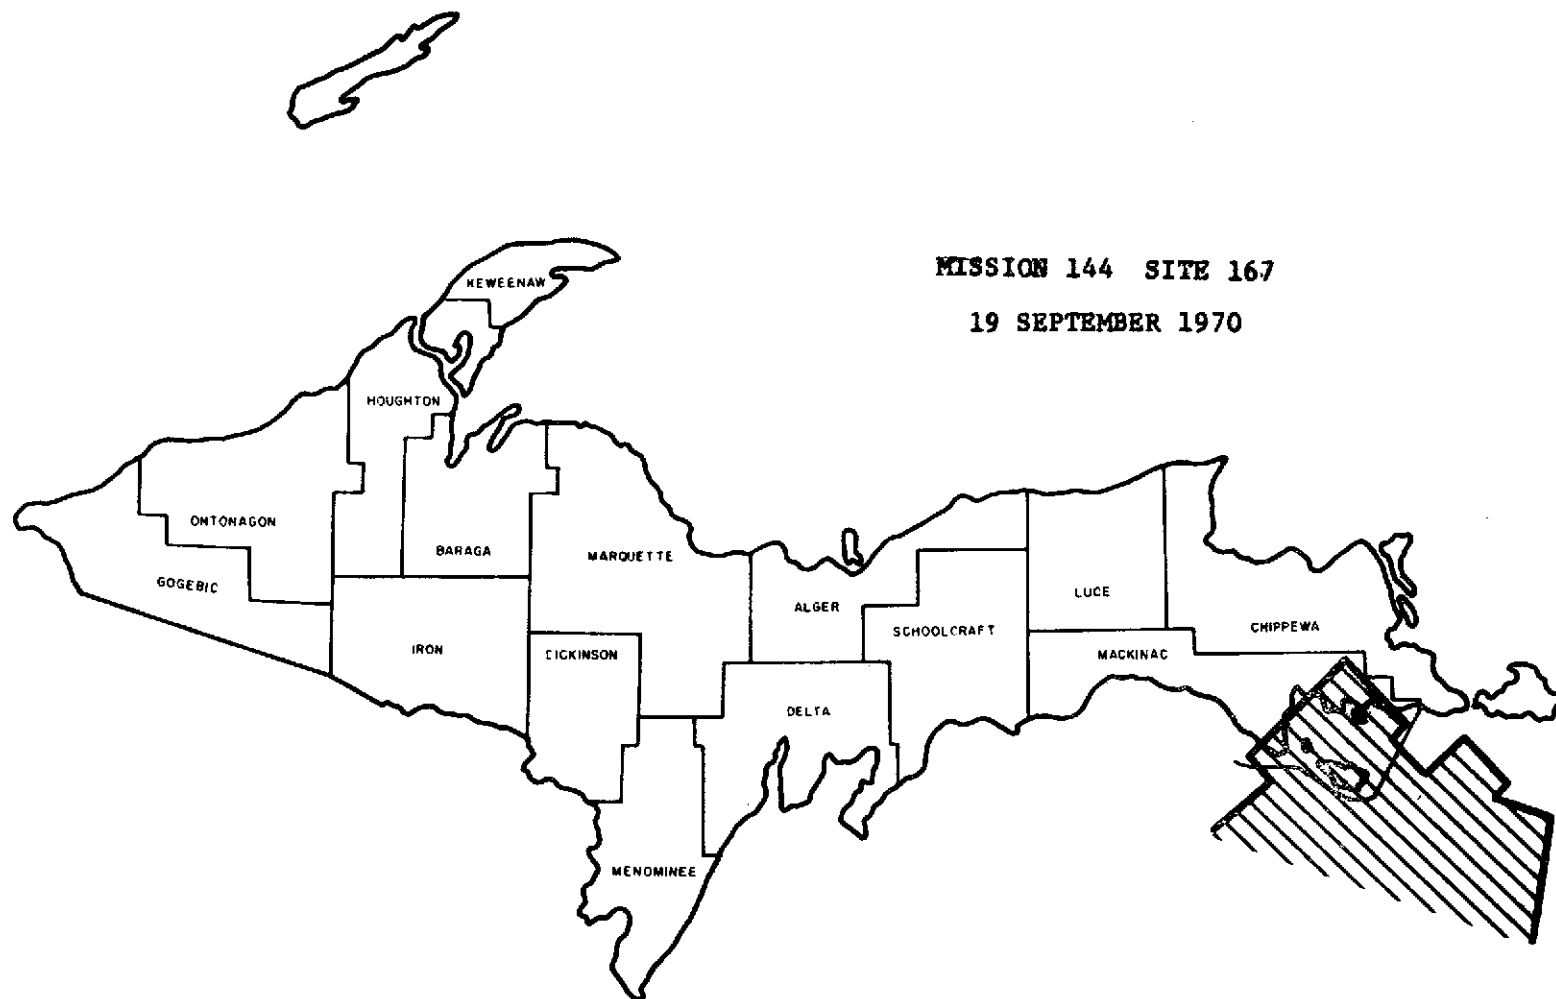 KEWEENAW
MISSION 144 SITE 167
19 SEPTEMBER 1970
HOUGHTON
ONTONAGON
BARAGA
MARQUETTE
GOGEBIC
ALGER
LUCE
SCHOOLCRAFT
CHIPPEWA
IRON
DICKINSON
MACKINAC
DELTA
MENOMINEE